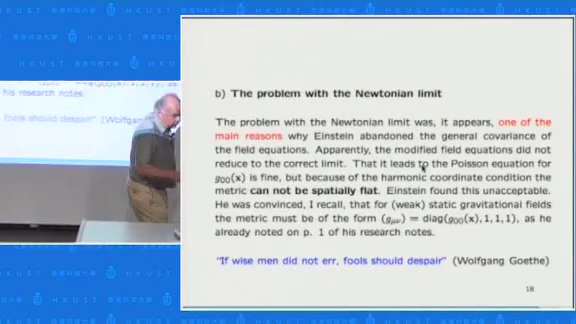 HKUST
b) The problem with the Newtonian limit
The problem with the Newtonian limit was, it appears, one of the
main reasons why Einstein abandoned the general covariance of
the field equations. Apparently, the modified field equations did not
reduce to the correct limit. That it leads to the Poisson equation for
g₀₀(x) is fine, but because of the harmonic coordinate condition the
metric can not be spatially flat. Einstein found this unacceptable.
He was convinced, I recall, that for (weak) static gravitational fields
the metric must be of the form (gμν) = diag(g₀₀(x), 1, 1, 1), as he
already noted on p. 1 of his research notes.
"If wise men did not err, fools should despair" (Wolfgang Goethe)
18
his research notes.
fools should despair" (Wolfgang